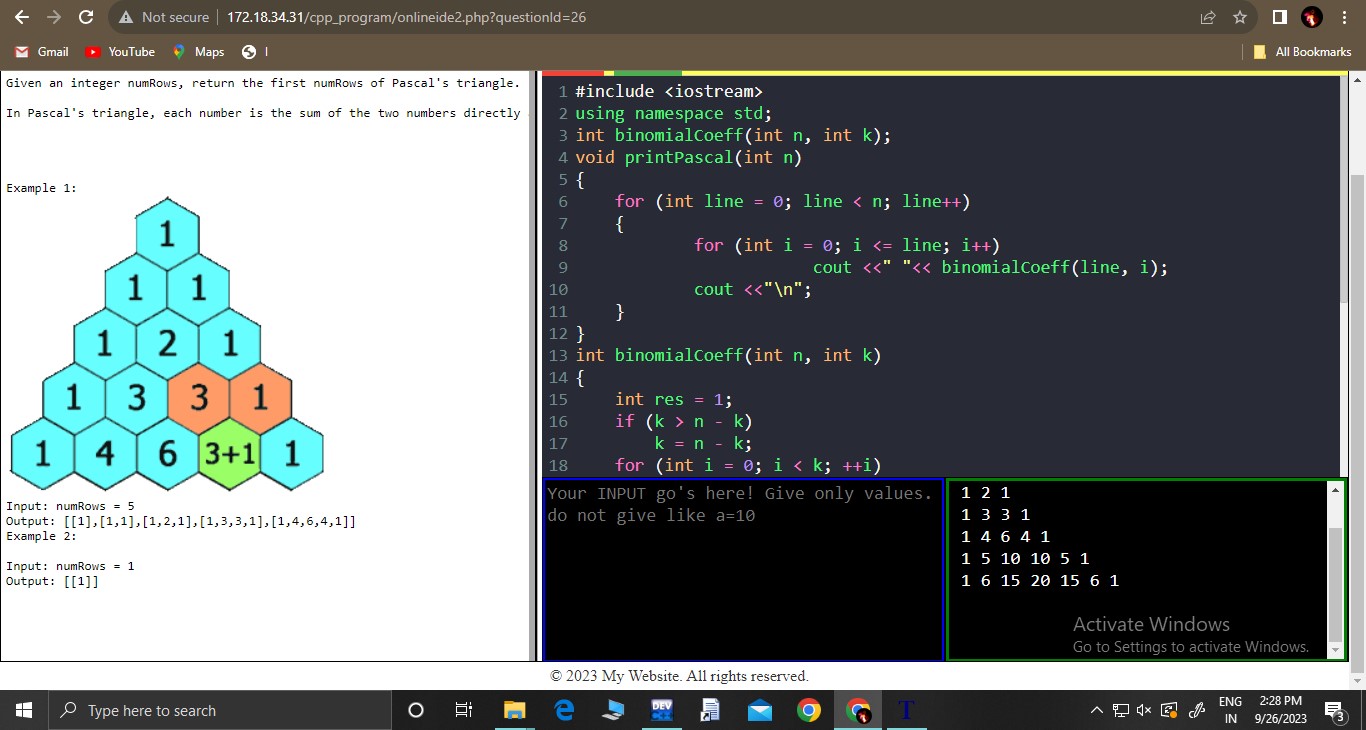 Not secure 172.18.34.31/cpp_program/onlineide2.php?questionId=26
Gmail YouTube Maps I All Bookmarks
Given an integer numRows, return the first numRows of Pascal's triangle.
In Pascal's triangle, each number is the sum of the two numbers directly
Example 1:
1
1 1
1 2 1
1 3 3 1
1 4 6 3+1 1
Input: numRows = 5
Output: [[1],[1,1],[1,2,1],[1,3,3,1],[1,4,6,4,1]]
Example 2:
Input: numRows = 1
Output: [[1]]
1 #include <iostream>
2 using namespace std;
3 int binomialCoeff(int n, int k);
4 void printPascal(int n)
5 {
6 for (int line = 0; line < n; line++)
7 {
8 for (int i = 0; i <= line; i++)
9 cout <<" "<< binomialCoeff(line, i);
10 cout <<"\n";
11 }
12 }
13 int binomialCoeff(int n, int k)
14 {
15 int res = 1;
16 if (k > n - k)
17 k = n - k;
18 for (int i = 0; i < k; ++i)
Your INPUT go's here! Give only values.
do not give like a=10
1 2 1
1 3 3 1
1 4 6 4 1
1 5 10 10 5 1
1 6 15 20 15 6 1
Activate Windows
Go to Settings to activate Windows.
© 2023 My Website. All rights reserved.
Type here to search
DEV
T
ENG
IN
2:28 PM
9/26/2023
3